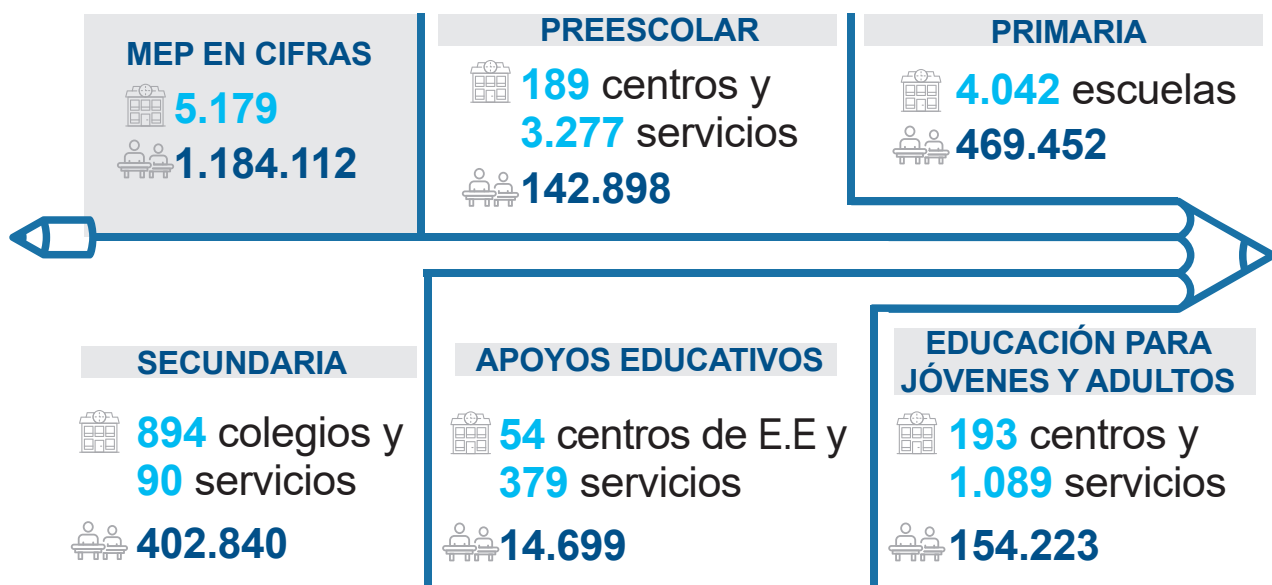 MEP EN CIFRAS
5.179
1.184.112
PREESCOLAR
189 centros y
3.277 servicios
142.898
PRIMARIA
4.042 escuelas
469.452
SECUNDARIA
894 colegios y
90 servicios
402.840
APOYOS EDUCATIVOS
54 centros de E.E y
379 servicios
14.699
EDUCACIÓN PARA
JÓVENES Y ADULTOS
193 centros y
1.089 servicios
154.223